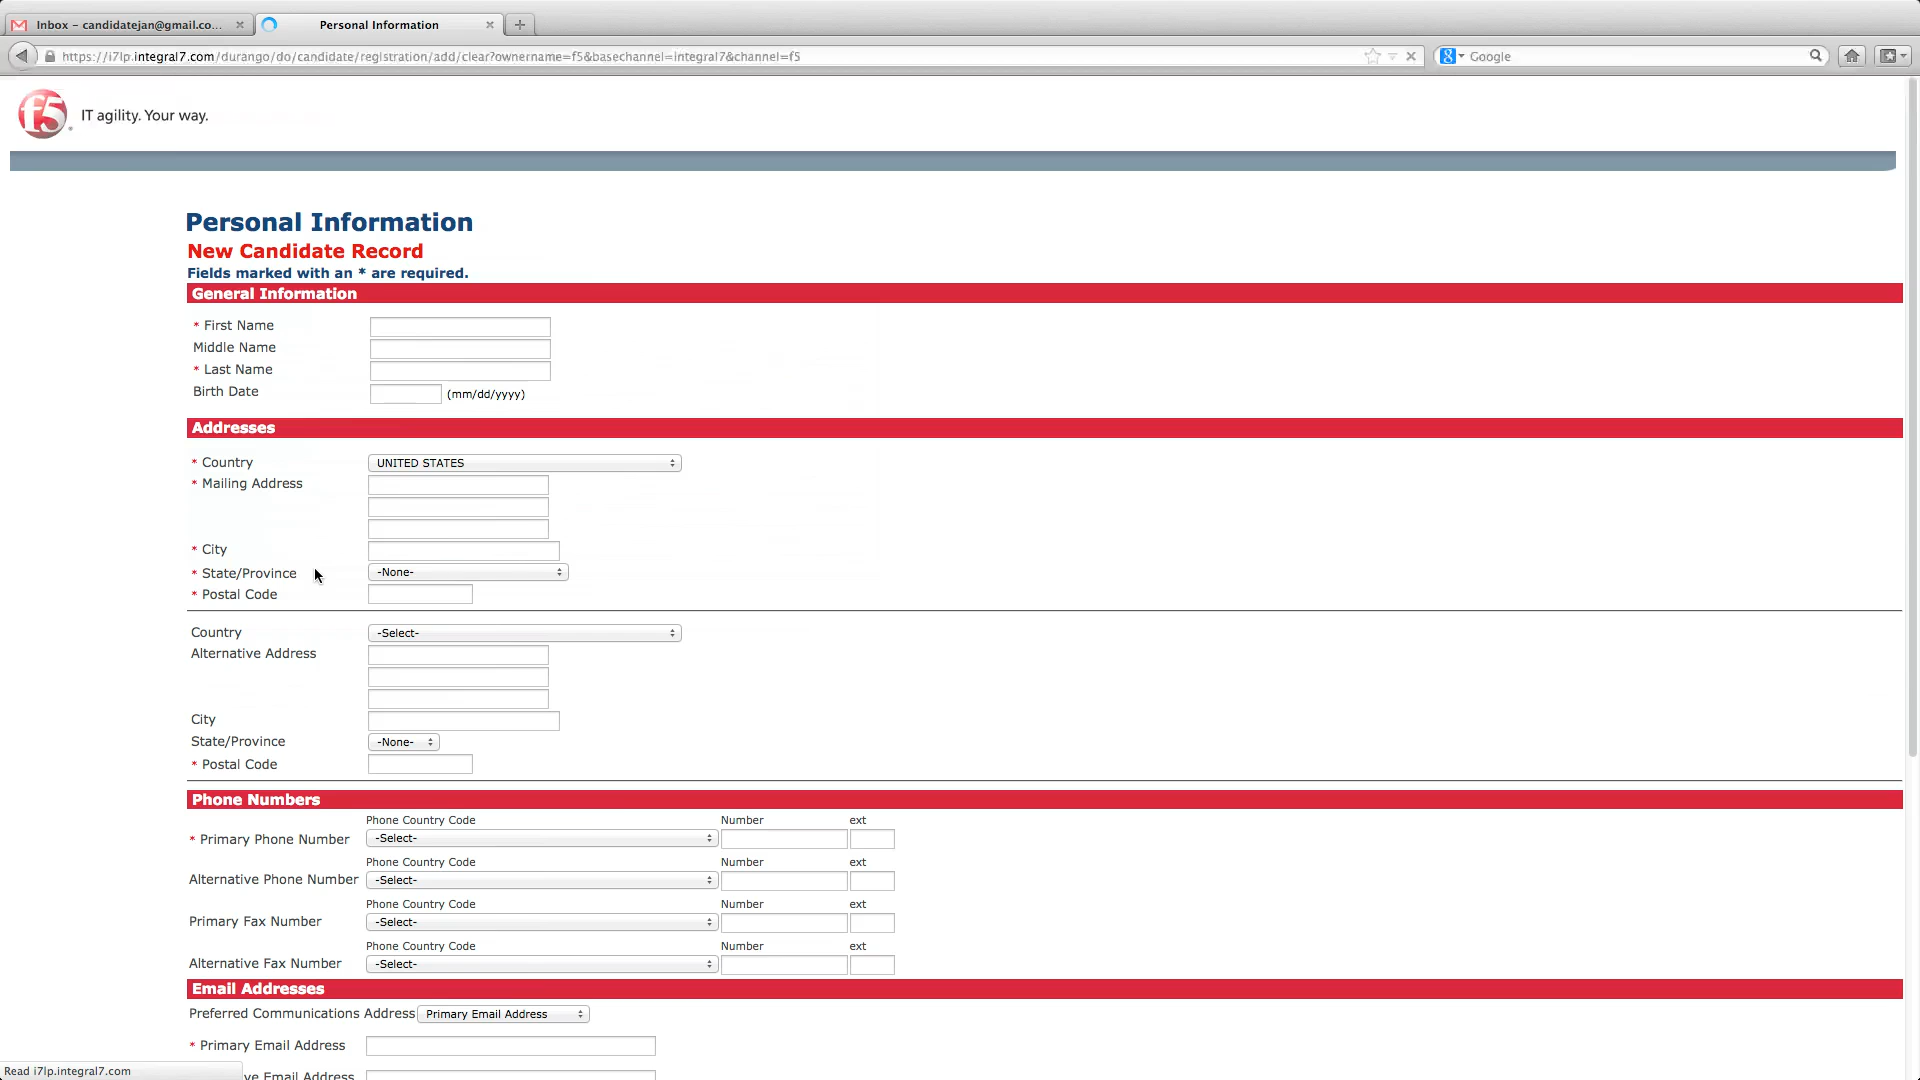 Inbox - candidatejan@gmail.co...
Personal Information
https://i7lp.integral7.com/durango/do/candidate/registration/add/clear?ownername=f5&basechannel=integral7&channel=f5
Google
f5 IT agility. Your way.
Personal Information
New Candidate Record
Fields marked with an * are required.
General Information
* First Name
Middle Name
* Last Name
Birth Date (mm/dd/yyyy)
Addresses
* Country UNITED STATES
* Mailing Address
* City
* State/Province -None-
* Postal Code
Country -Select-
Alternative Address
City
State/Province -None-
* Postal Code
Phone Numbers
Phone Country Code Number ext
* Primary Phone Number -Select-
Phone Country Code Number ext
Alternative Phone Number -Select-
Phone Country Code Number ext
Primary Fax Number -Select-
Phone Country Code Number ext
Alternative Fax Number -Select-
Email Addresses
Preferred Communications Address Primary Email Address
* Primary Email Address
Read i7lp.integral7.com
ve Email Address